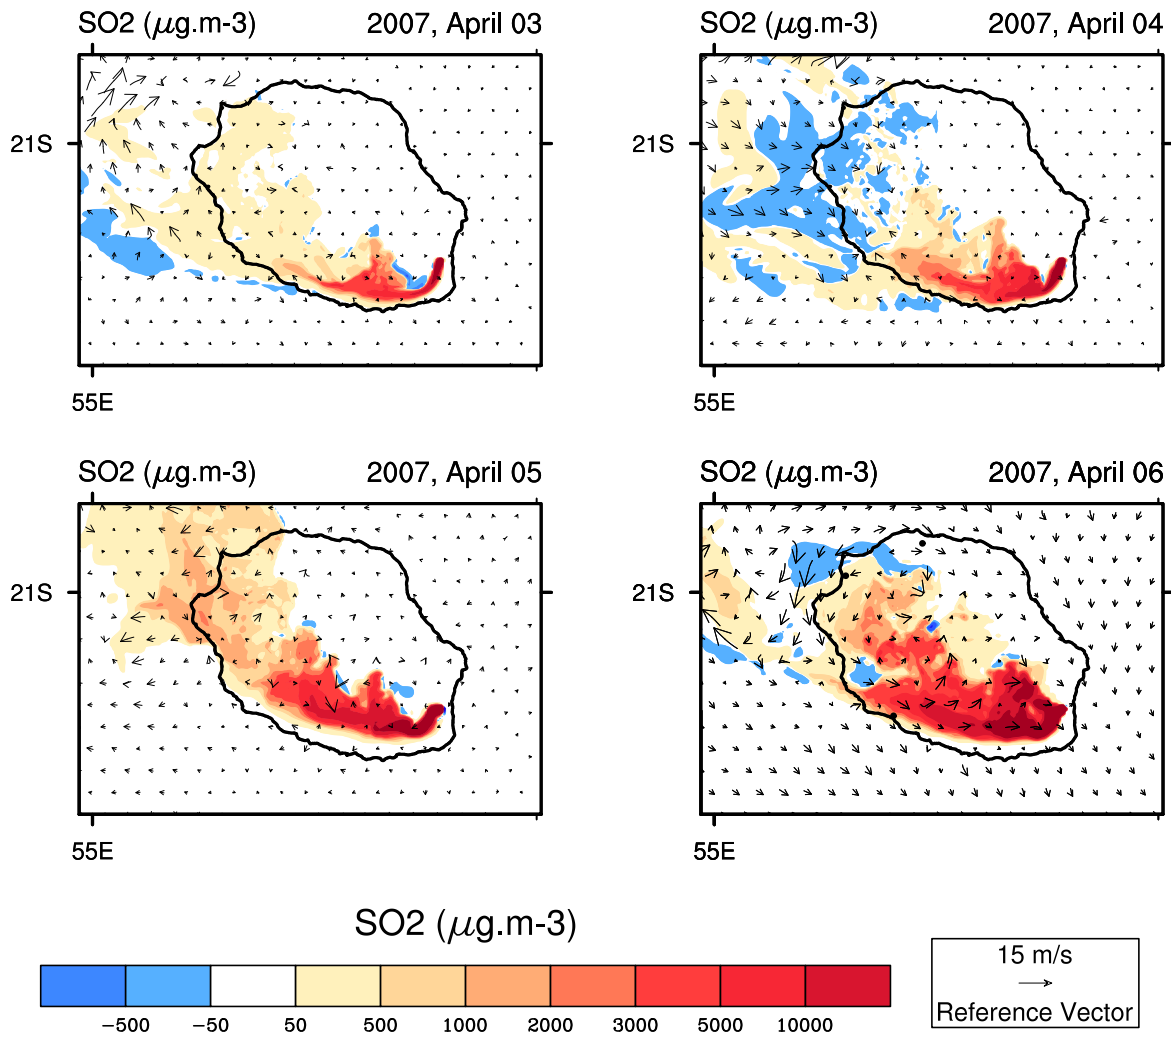 SO2 (μg.m-3) 2007, April 03
SO2 (μg.m-3) 2007, April 04
21S
21S
55E
55E
SO2 (μg.m-3) 2007, April 05
SO2 (μg.m-3) 2007, April 06
21S
21S
55E
55E
SO2 (μg.m-3)
−500 −50 50 500 1000 2000 3000 5000 10000
15 m/s
Reference Vector